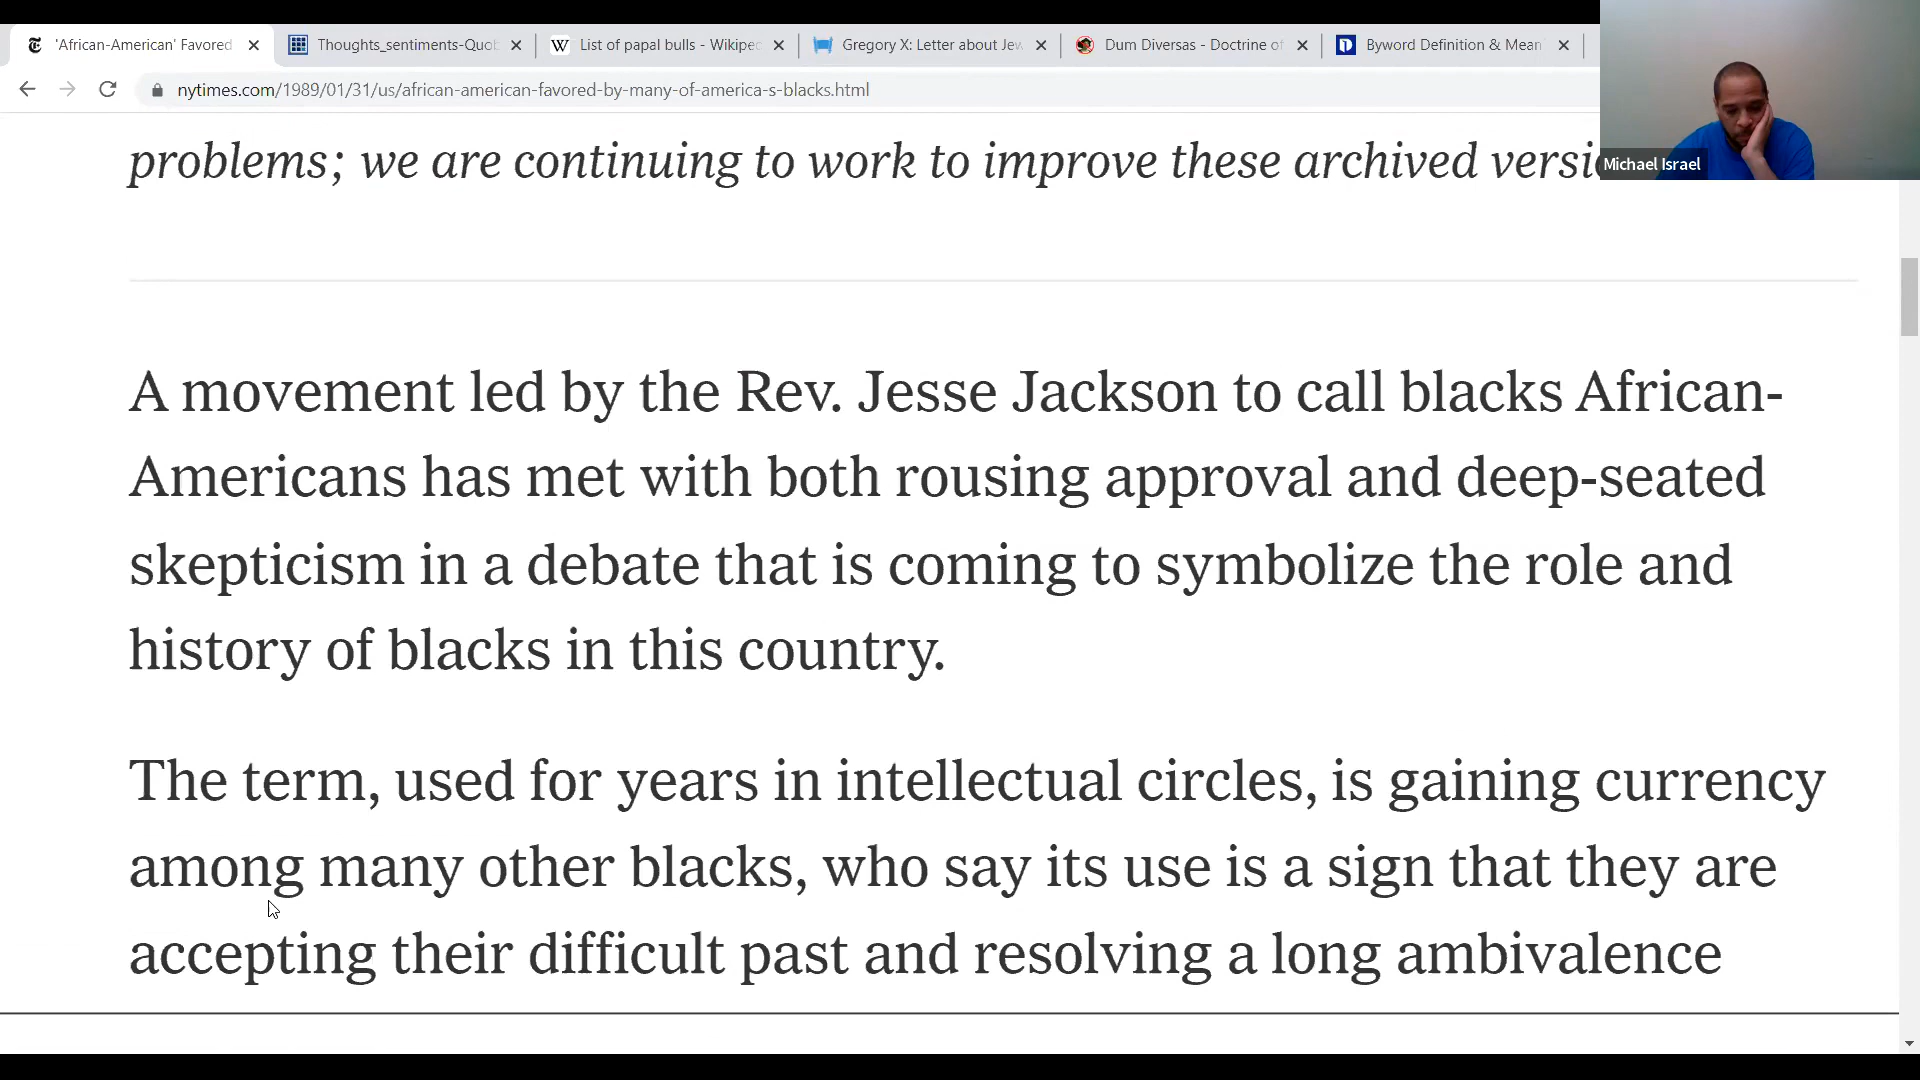 'African-American' Favored
Thoughts_sentiments-Quot
List of papal bulls - Wikipec
Gregory X: Letter about Jew
Dum Diversas - Doctrine of
Byword Definition & Mean
nytimes.com/1989/01/31/us/african-american-favored-by-many-of-america-s-blacks.html
Michael Israel
problems; we are continuing to work to improve these archived versi
A movement led by the Rev. Jesse Jackson to call blacks African-
Americans has met with both rousing approval and deep-seated
skepticism in a debate that is coming to symbolize the role and
history of blacks in this country.
The term, used for years in intellectual circles, is gaining currency
among many other blacks, who say its use is a sign that they are
accepting their difficult past and resolving a long ambivalence